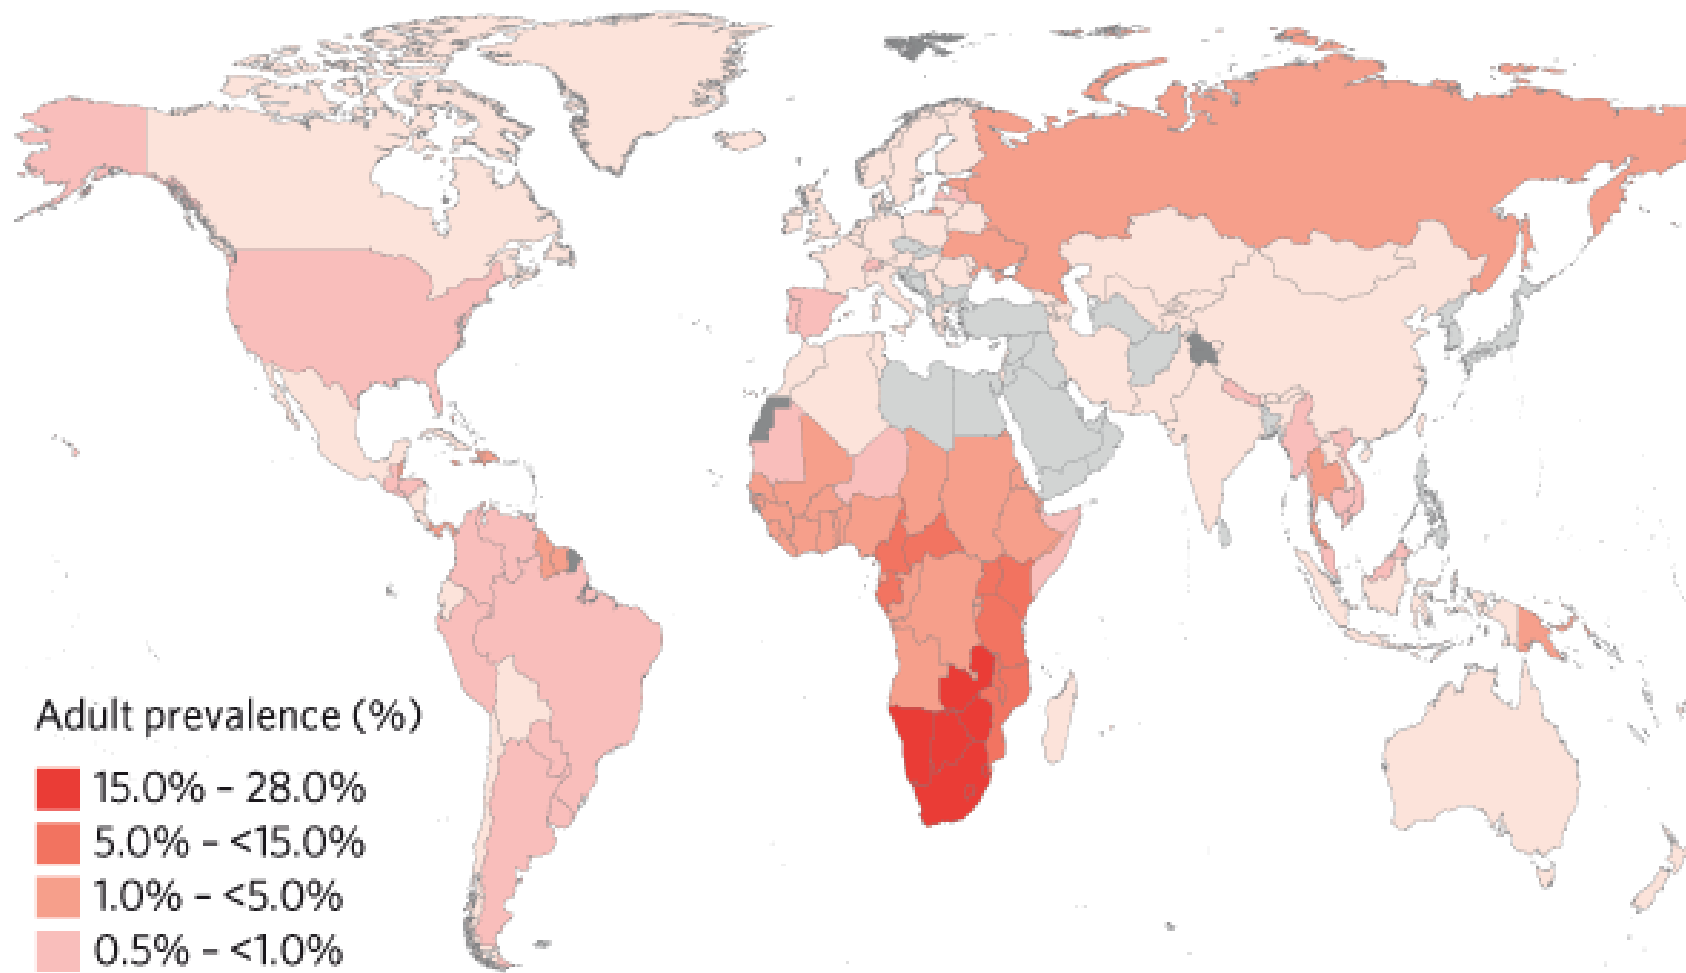 Adult prevalence (%)
15.0% – 28.0%
5.0% – <15.0%
1.0% – <5.0%
0.5% – <1.0%